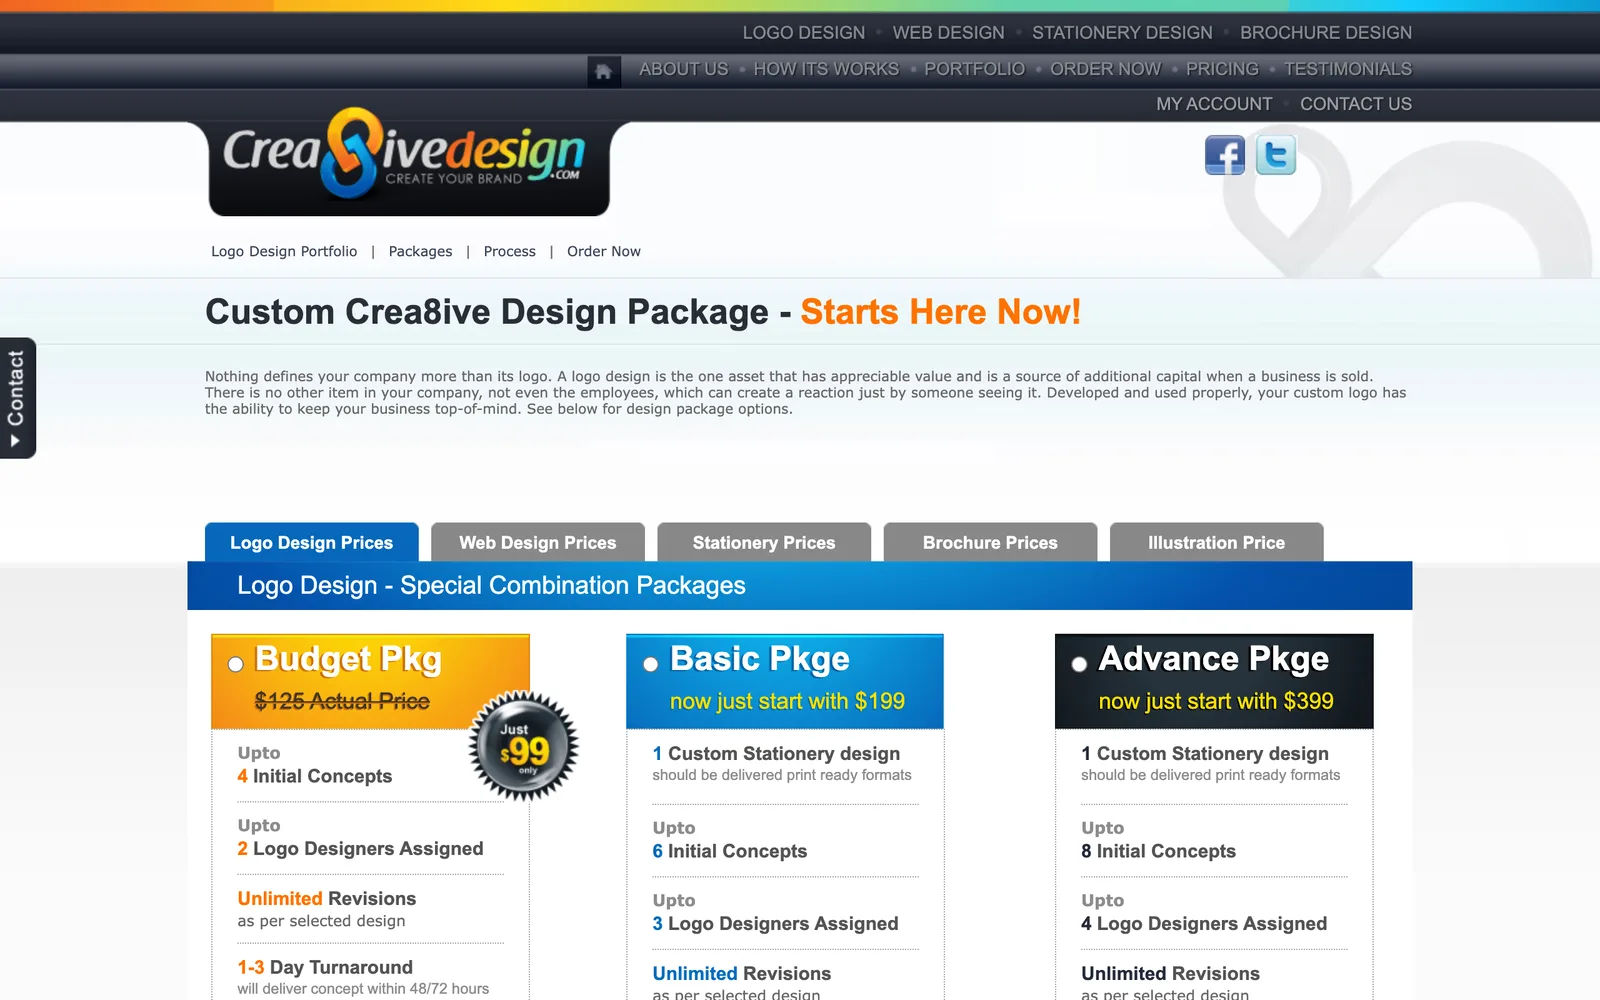 LOGO DESIGN WEB DESIGN STATIONERY DESIGN BROCHURE DESIGN
ABOUT US HOW ITS WORKS PORTFOLIO ORDER NOW PRICING TESTIMONIALS
MY ACCOUNT CONTACT US
Crea8ivedesign.COM
CREATE YOUR BRAND
Logo Design Portfolio | Packages | Process | Order Now
Custom Crea8ive Design Package - Starts Here Now!
Contact
Nothing defines your company more than its logo. A logo design is the one asset that has appreciable value and is a source of additional capital when a business is sold.
There is no other item in your company, not even the employees, which can create a reaction just by someone seeing it. Developed and used properly, your custom logo has
the ability to keep your business top-of-mind. See below for design package options.
Logo Design Prices Web Design Prices Stationery Prices Brochure Prices Illustration Price
Logo Design - Special Combination Packages
Budget Pkg
$125 Actual Price
Just
$99
only
Upto
4 Initial Concepts
Upto
2 Logo Designers Assigned
Unlimited Revisions
as per selected design
1-3 Day Turnaround
will deliver concept within 48/72 hours
Basic Pkge
now just start with $199
1 Custom Stationery design
should be delivered print ready formats
Upto
6 Initial Concepts
Upto
3 Logo Designers Assigned
Unlimited Revisions
as per selected design
Advance Pkge
now just start with $399
1 Custom Stationery design
should be delivered print ready formats
Upto
8 Initial Concepts
Upto
4 Logo Designers Assigned
Unlimited Revisions
as per selected design